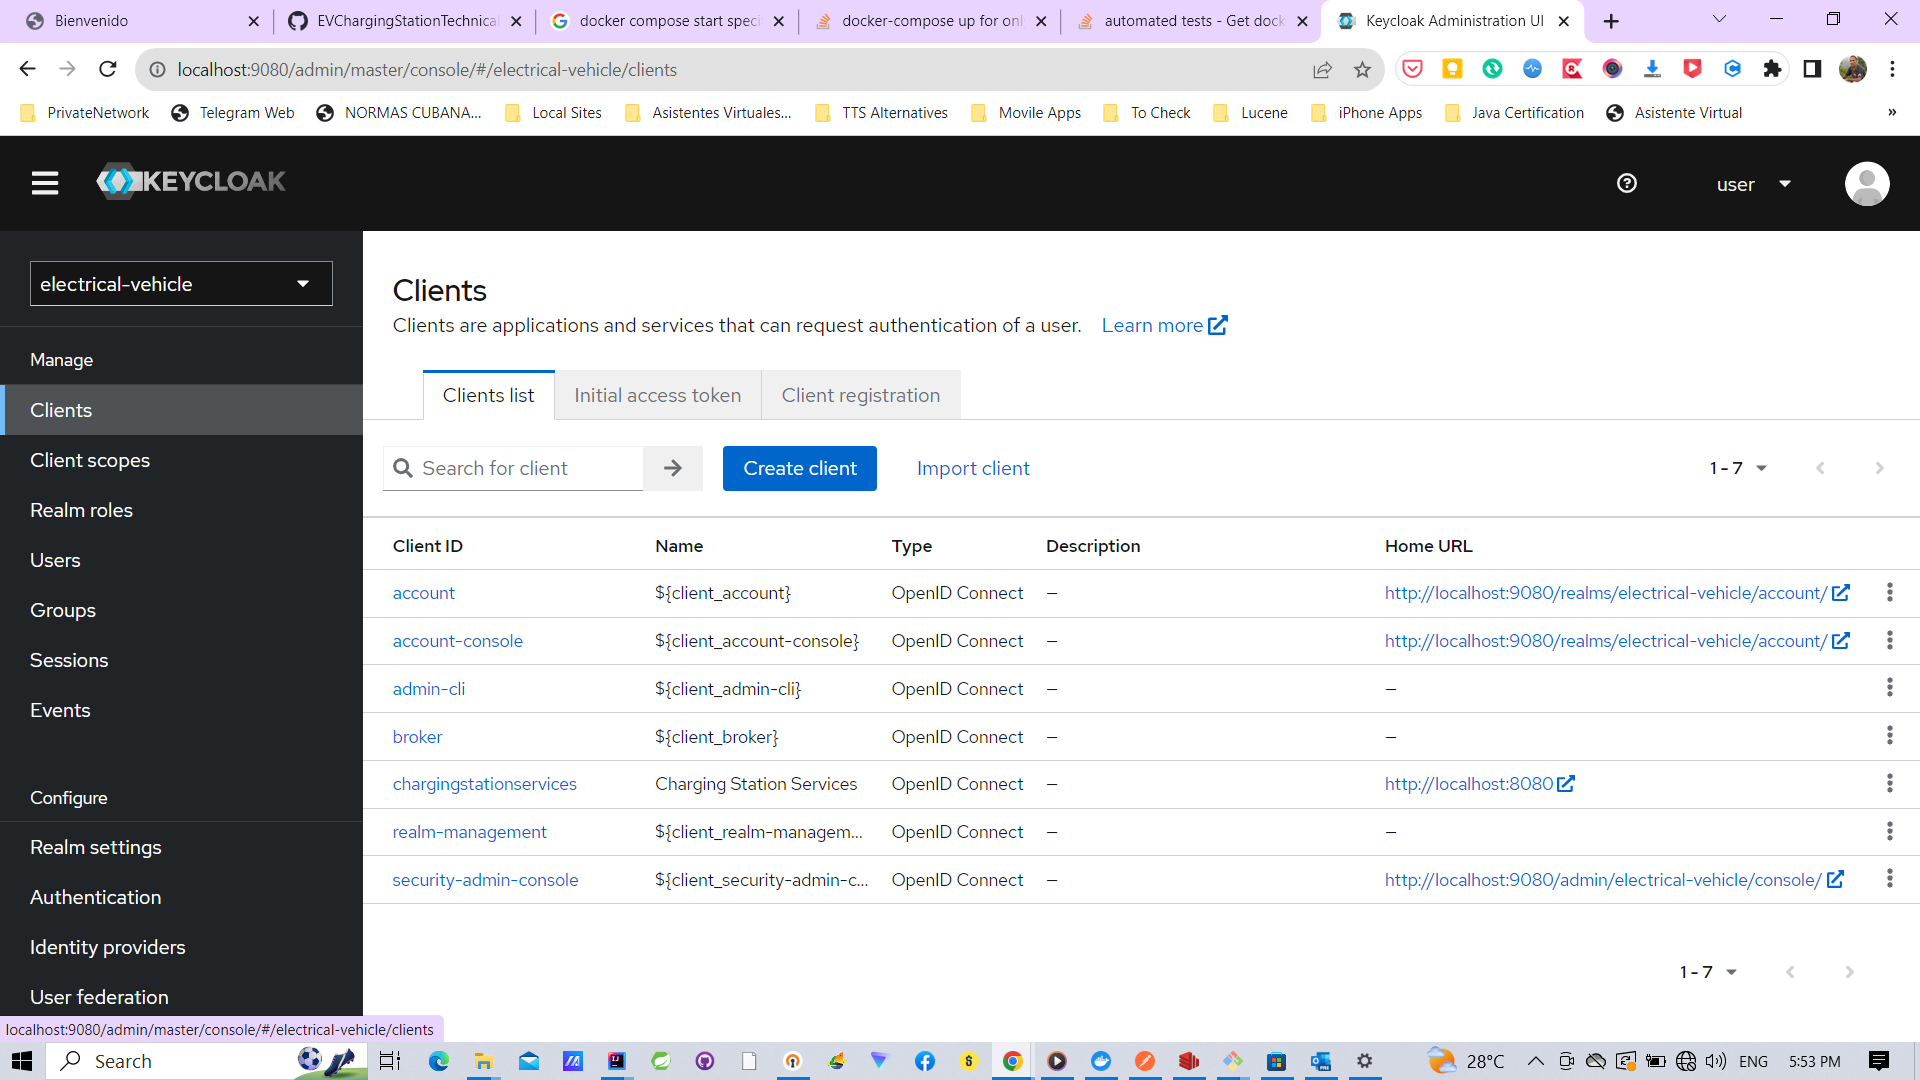 Bienvenido
EVChargingStationTechnical
docker compose start speci
docker-compose up for onl
automated tests - Get dock
Keycloak Administration UI
localhost:9080/admin/master/console/#/electrical-vehicle/clients
PrivateNetwork
Telegram Web
NORMAS CUBANA...
Local Sites
Asistentes Virtuales...
TTS Alternatives
Movile Apps
To Check
Lucene
iPhone Apps
Java Certification
Asistente Virtual
»
KEYCLOAK
user
electrical-vehicle
Manage
Clients
Client scopes
Realm roles
Users
Groups
Sessions
Events
Configure
Realm settings
Authentication
Identity providers
User federation
Clients
Clients are applications and services that can request authentication of a user. Learn more
Clients list
Initial access token
Client registration
Search for client
Create client
Import client
1 - 7
Client ID Name Type Description Home URL
account ${client_account} OpenID Connect — http://localhost:9080/realms/electrical-vehicle/account/
account-console ${client_account-console} OpenID Connect — http://localhost:9080/realms/electrical-vehicle/account/
admin-cli ${client_admin-cli} OpenID Connect — —
broker ${client_broker} OpenID Connect — —
chargingstationservices Charging Station Services OpenID Connect — http://localhost:8080
realm-management ${client_realm-managem... OpenID Connect — —
security-admin-console ${client_security-admin-c... OpenID Connect — http://localhost:9080/admin/electrical-vehicle/console/
1 - 7
localhost:9080/admin/master/console/#/electrical-vehicle/clients
Search
28°C
ENG
5:53 PM